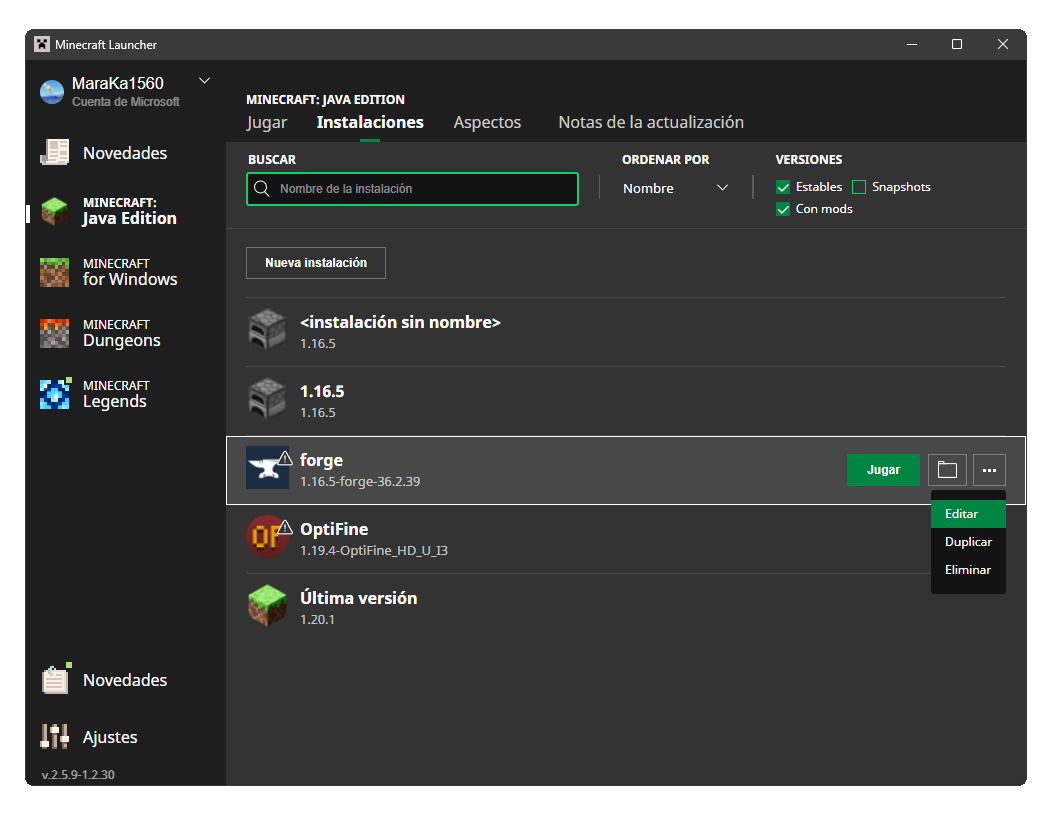 Minecraft Launcher
MaraKa1560
Cuenta de Microsoft
Novedades
MINECRAFT:
Java Edition
MINECRAFT
for Windows
MINECRAFT
Dungeons
MINECRAFT
Legends
Novedades
Ajustes
v.2.5.9-1.2.30
MINECRAFT: JAVA EDITION
Jugar Instalaciones Aspectos Notas de la actualización
BUSCAR
Nombre de la instalación
ORDENAR POR
Nombre
VERSIONES
Estables Snapshots
Con mods
Nueva instalación
<instalación sin nombre>
1.16.5
1.16.5
1.16.5
forge
1.16.5-forge-36.2.39
Jugar
...
Editar
Duplicar
Eliminar
OF
OptiFine
1.19.4-OptiFine_HD_U_I3
Última versión
1.20.1